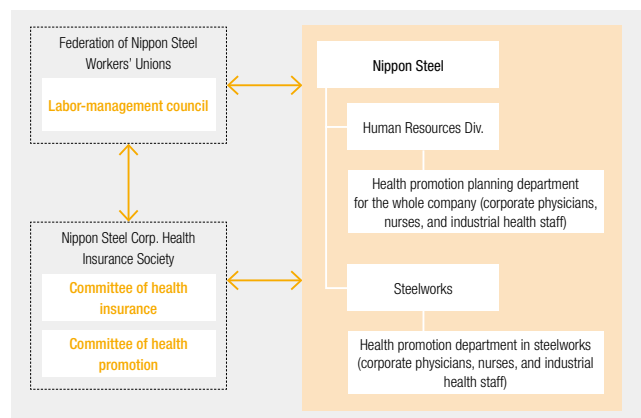 Federation of Nippon Steel
Workers' Unions
Labor-management council
Nippon Steel Corp. Health
Insurance Society
Committee of health
insurance
Committee of health
promotion
Nippon Steel
Human Resources Div.
Health promotion planning department
for the whole company (corporate physicians,
nurses, and industrial health staff)
Steelworks
Health promotion department in steelworks
(corporate physicians, nurses, and industrial
health staff)